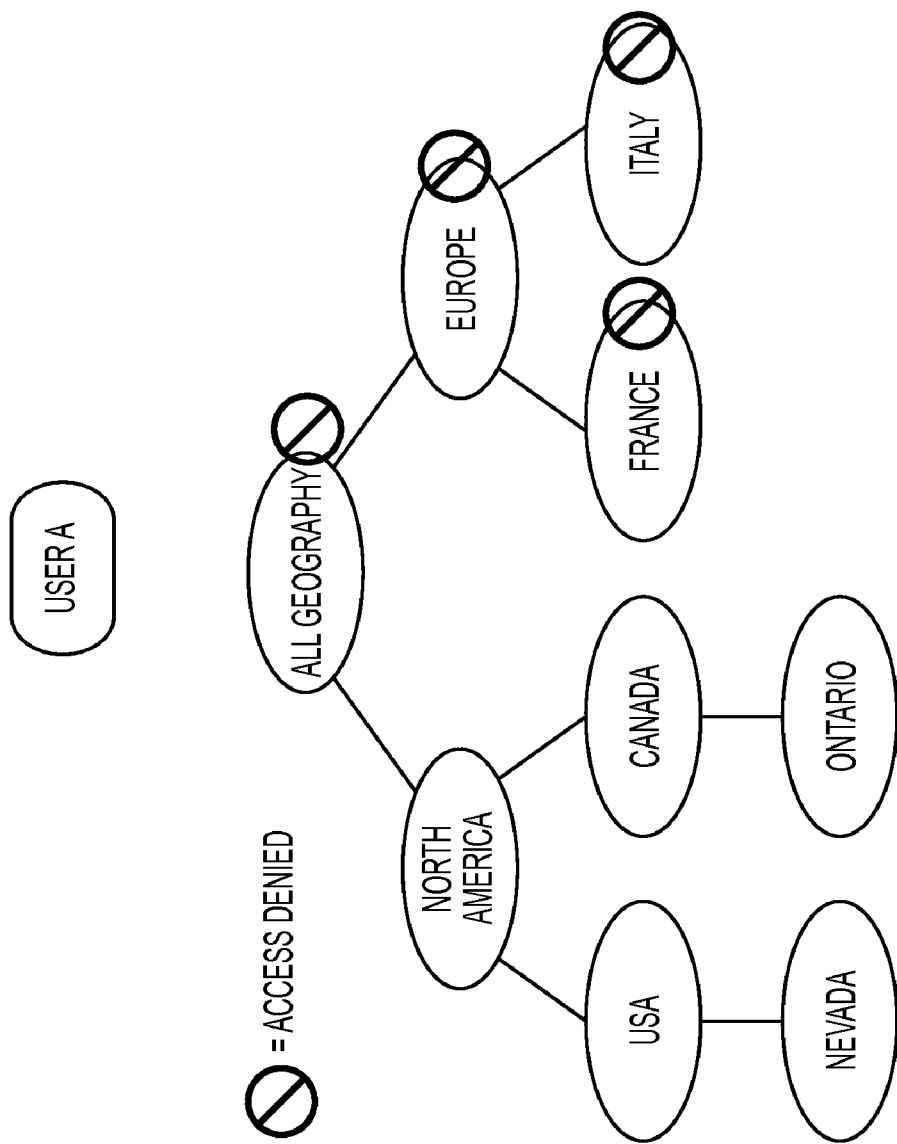 USER A
= ACCESS DENIED
ALL GEOGRAPHY
NORTH
AMERICA
EUROPE
USA
CANADA
FRANCE
ITALY
NEVADA
ONTARIO